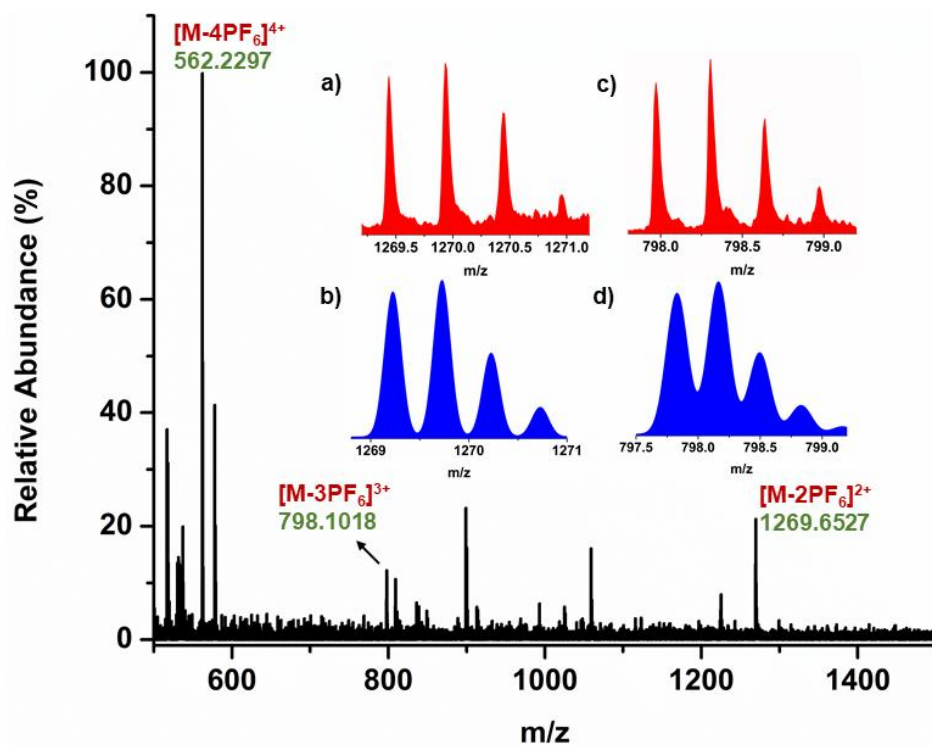 [M-4PF₆]⁴⁺
562.2297
100
80
60
40
20
0
Relative Abundance (%)
a)
1269.5 1270.0 1270.5 1271.0
m/z
c)
798.0 798.5 799.0
m/z
b)
1269 1270 1271
m/z
d)
797.5 798.0 798.5 799.0
m/z
[M-3PF₆]³⁺
798.1018
[M-2PF₆]²⁺
1269.6527
600 800 1000 1200 1400
m/z